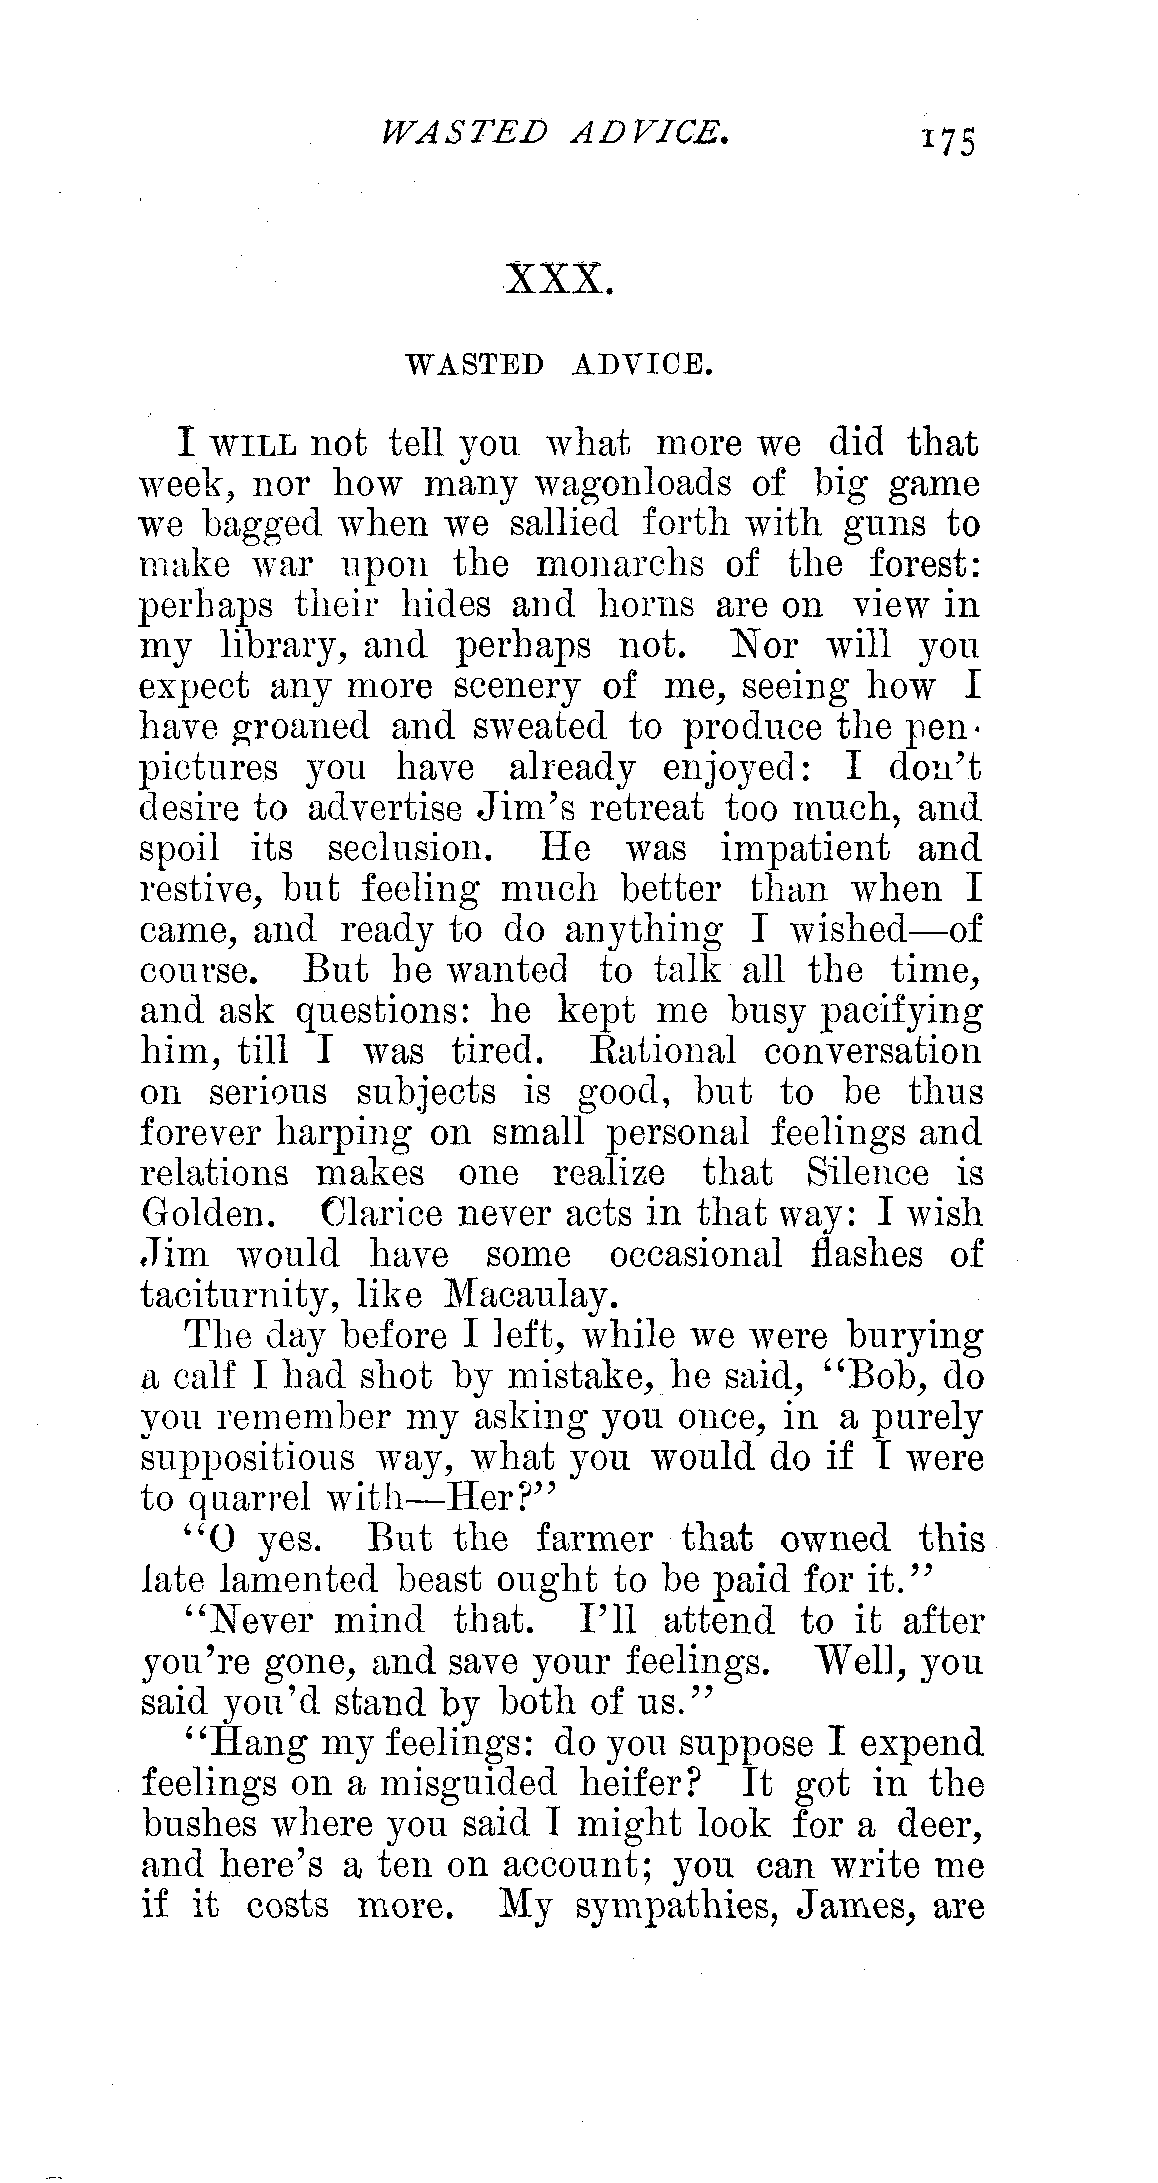 WASTED ADVICE. 175
XXX.
WASTED ADVICE.
I WILL not tell you what more we did that
week, nor how many wagonloads of big game
we bagged when we sallied forth with guns to
make war upon the monarchs of the forest:
perhaps their hides and horns are on view in
my library, and perhaps not. Nor will you
expect any more scenery of me, seeing how I
have groaned and sweated to produce the pen-
pictures you have already enjoyed: I don't
desire to advertise Jim's retreat too much, and
spoil its seclusion. He was impatient and
restive, but feeling much better than when I
came, and ready to do anything I wished—of
course. But he wanted to talk all the time,
and ask questions: he kept me busy pacifying
him, till I was tired. Rational conversation
on serious subjects is good, but to be thus
forever harping on small personal feelings and
relations makes one realize that Silence is
Golden. Clarice never acts in that way: I wish
Jim would have some occasional flashes of
taciturnity, like Macaulay.
The day before I left, while we were burying
a calf I had shot by mistake, he said, "Bob, do
you remember my asking you once, in a purely
suppositious way, what you would do if I were
to quarrel with—Her?"
"O yes. But the farmer that owned this
late lamented beast ought to be paid for it."
"Never mind that. I'll attend to it after
you're gone, and save your feelings. Well, you
said you'd stand by both of us."
"Hang my feelings: do you suppose I expend
feelings on a misguided heifer? It got in the
bushes where you said I might look for a deer,
and here's a ten on account; you can write me
if it costs more. My sympathies, James, are